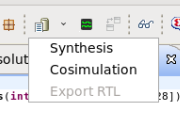 solut
Synthesis
Cosimulation
Export RTL
s(int
28])